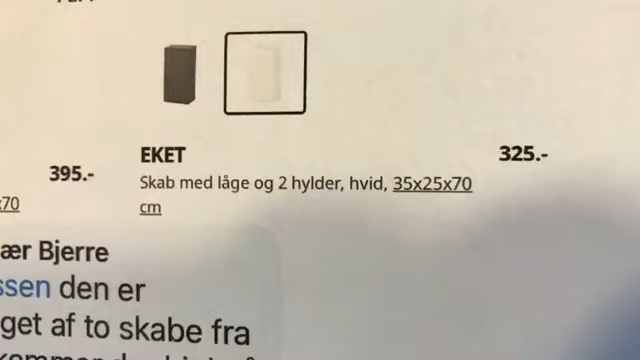 EKET
325.-
395.-
Skab med låge og 2 hylder, hvid, 35x25x70
cm
x70
ær Bjerre
ssen den er
get af to skabe fra